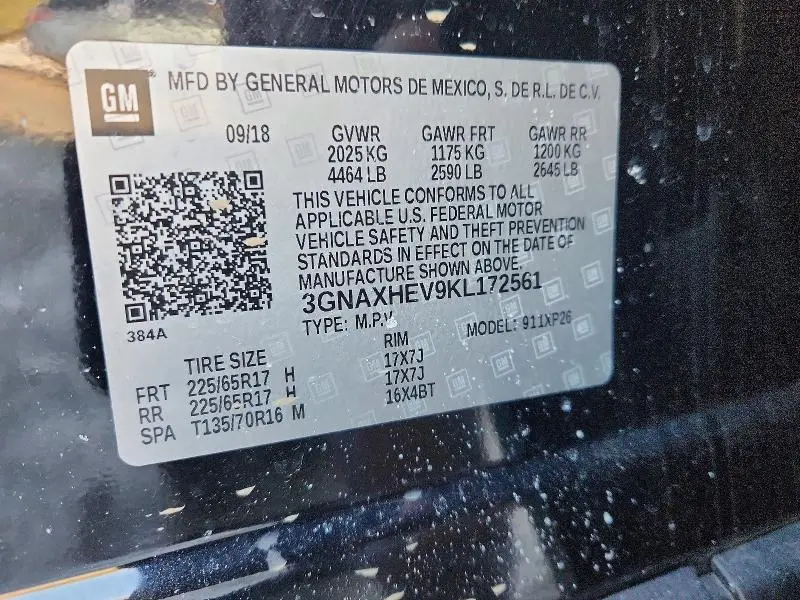 GM
MFD BY GENERAL MOTORS DE MEXICO, S. DE R.L. DE C.V.
09/18 GVWR GAWR FRT GAWR RR
2025 KG 1175 KG 1200 KG
4464 LB 2590 LB 2645 LB
THIS VEHICLE CONFORMS TO ALL
APPLICABLE U.S. FEDERAL MOTOR
VEHICLE SAFETY AND THEFT PREVENTION
STANDARDS IN EFFECT ON THE DATE OF
MANUFACTURE SHOWN ABOVE.
3GNAXHEV9KL172561
TYPE: M.P.V MODEL: 911XP26
384A
TIRE SIZE RIM
FRT 225/65R17 H 17X7J
RR 225/65R17 H 17X7J
SPA T135/70R16 M 16X4BT